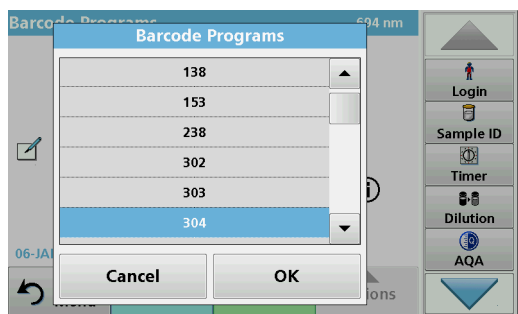 Barcode Programs
694 nm
Barcode Programs
138
153
238
302
303
304
Cancel
OK
06-JA
Menu
ions
Login
Sample ID
Timer
Dilution
AQA